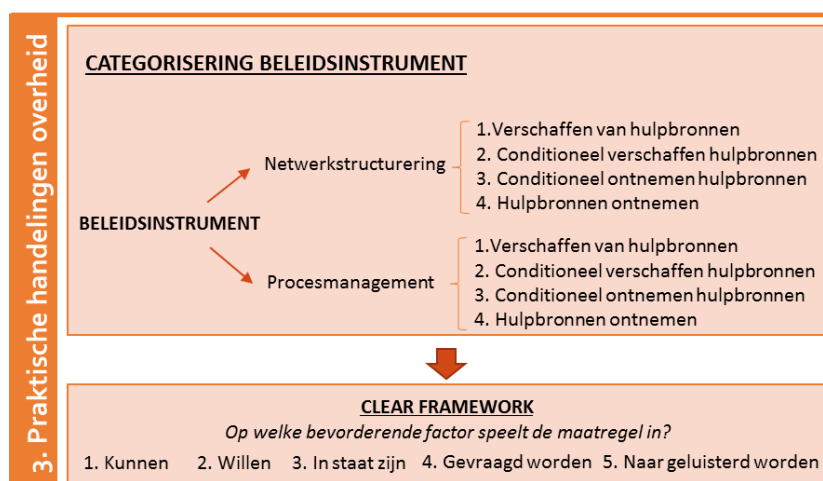 3. Praktische handelingen overheid
CATEGORISERING BELEIDSINSTRUMENT
BELEIDSINSTRUMENT
Netwerkstructurering
1.Verschaffen van hulpbronnen
2. Conditioneel verschaffen hulpbronnen
3. Conditioneel ontnemen hulpbronnen
4. Hulpbronnen ontnemen
Procesmanagement
1.Verschaffen van hulpbronnen
2. Conditioneel verschaffen hulpbronnen
3. Conditioneel ontnemen hulpbronnen
4. Hulpbronnen ontnemen
CLEAR FRAMEWORK
Op welke bevorderende factor speelt de maatregel in?
1. Kunnen 2. Willen 3. In staat zijn 4. Gevraagd worden 5. Naar geluisterd worden